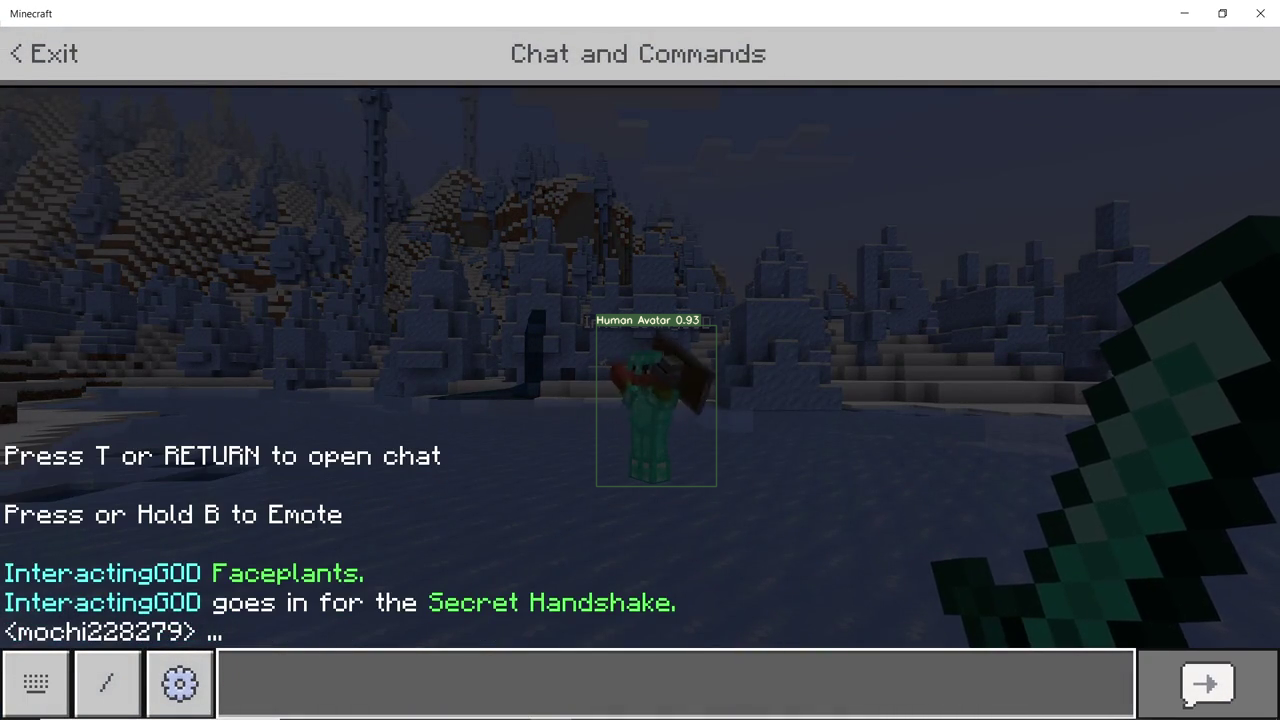 Minecraft
< Exit
Chat and Commands
Human Avatar 0.93
Press T or RETURN to open chat
Press or Hold B to Emote
InteractingGOD Faceplants.
InteractingGOD goes in for the Secret Handshake.
<mochi228279> ...
/